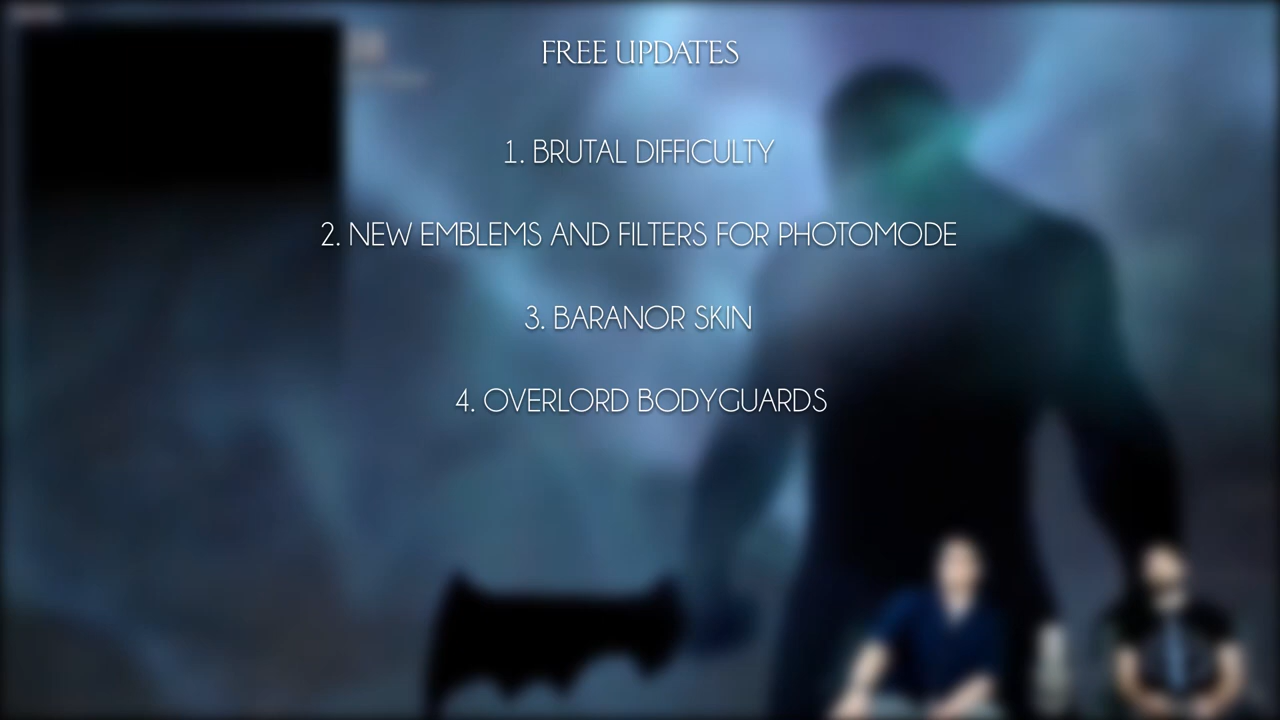 FREE UPDATES
1. BRUTAL DIFFICULTY
2. NEW EMBLEMS AND FILTERS FOR PHOTOMODE
3. BARANOR SKIN
4. OVERLORD BODYGUARDS